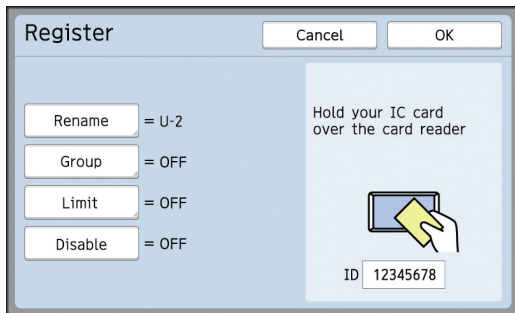 Register
Cancel
OK
Rename = U-2
Group = OFF
Limit = OFF
Disable = OFF
Hold your IC card
over the card reader
ID 12345678